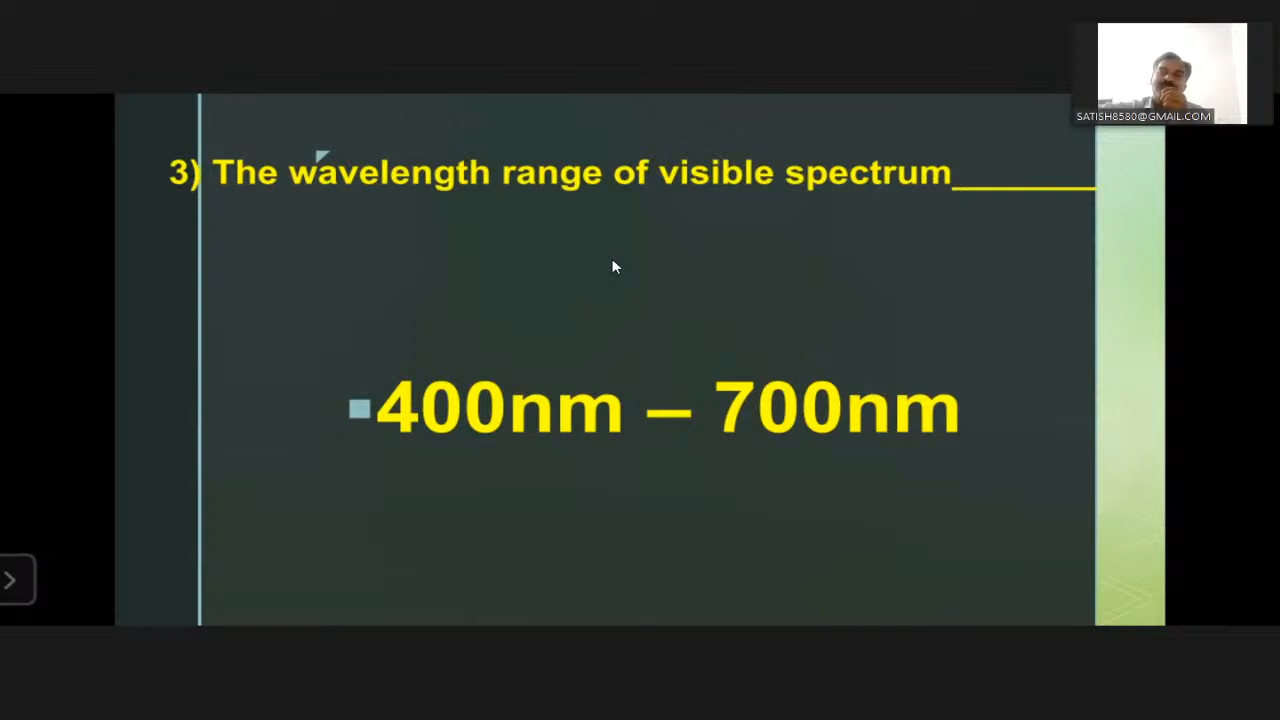 SATISH8580@GMAIL.COM
3) The wavelength range of visible spectrum________
400nm – 700nm